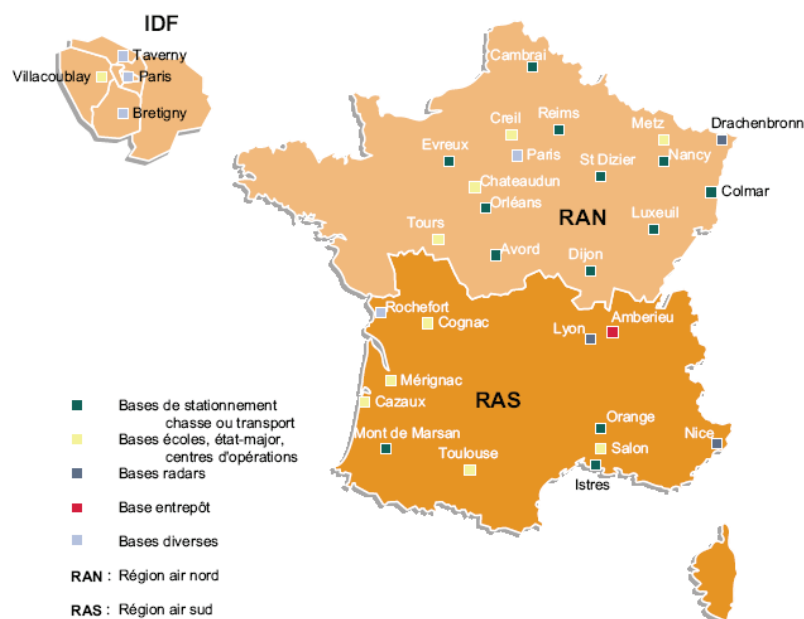 IDF
Taverny
Villacoublay
Paris
Bretigny
Cambrai
Creil
Reims
Metz
Drachenbronn
Evreux
Paris
St Dizier
Nancy
Chateaudun
Colmar
Orléans
RAN
Luxeuil
Tours
Avord
Dijon
Rochefort
Amberieu
Cognac
Lyon
Mérignac
Cazaux
RAS
Orange
Mont de Marsan
Nice
Toulouse
Salon
Istres
Bases de stationnement
chasse ou transport
Bases écoles, état-major,
centres d'opérations
Bases radars
Base entrepôt
Bases diverses
RAN : Région air nord
RAS : Région air sud